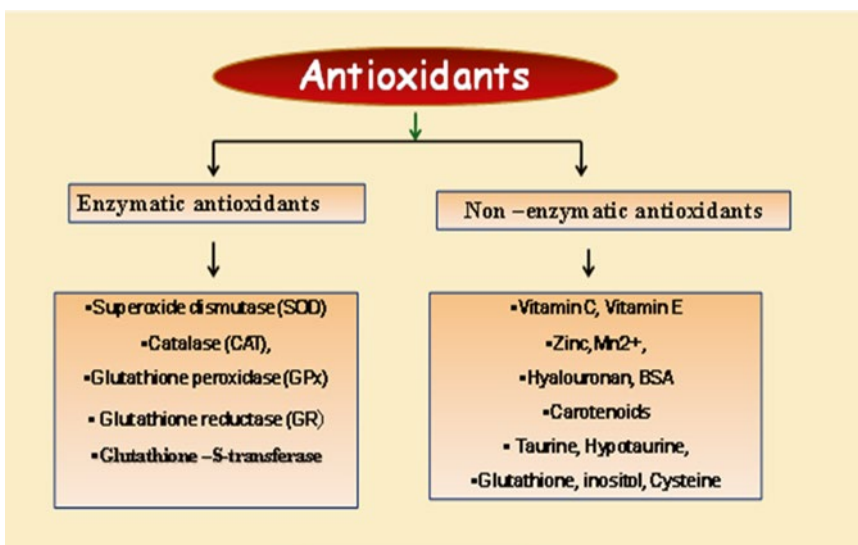 Antioxidants
Enzymatic antioxidants
Non –enzymatic antioxidants
▪Superoxide dismutase (SOD)
▪Catalase (CAT),
▪Glutathione peroxidase (GPx)
▪ Glutathione reductase (GR)
▪Glutathione –S-transferase
▪Vitamin C, Vitamin E
▪Zinc,Mn2+,
▪Hyalouronan, BSA
▪Carotenoids
▪ Taurine, Hypotaurine,
▪Glutathione, inositol, Cysteine